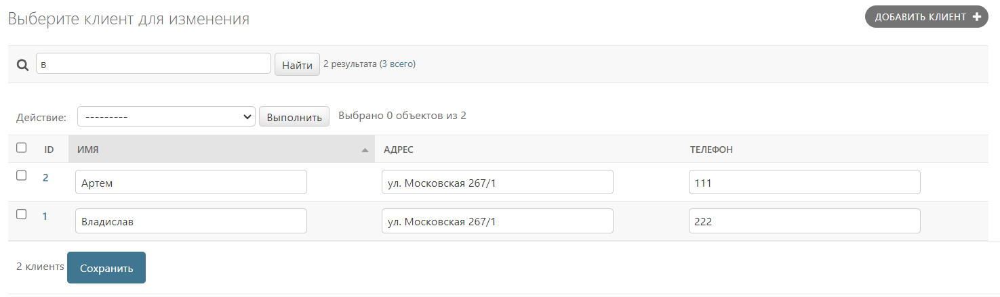 Выберите клиент для изменения
ДОБАВИТЬ КЛИЕНТ +
в Найти 2 результата (3 всего)
Действие: --------- Выполнить Выбрано 0 объектов из 2
ID ИМЯ АДРЕС ТЕЛЕФОН
2 Артем ул. Московская 267/1 111
1 Владислав ул. Московская 267/1 222
2 клиентs Сохранить